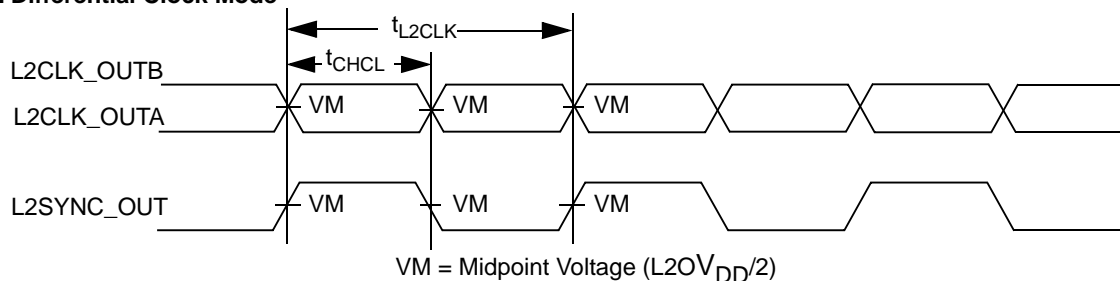 L2 Differential Clock Mode
tL2CLK
tCHCL
L2CLK_OUTB
VM VM VM
L2CLK_OUTA
L2SYNC_OUT VM VM VM
VM = Midpoint Voltage (L2OVDD/2)